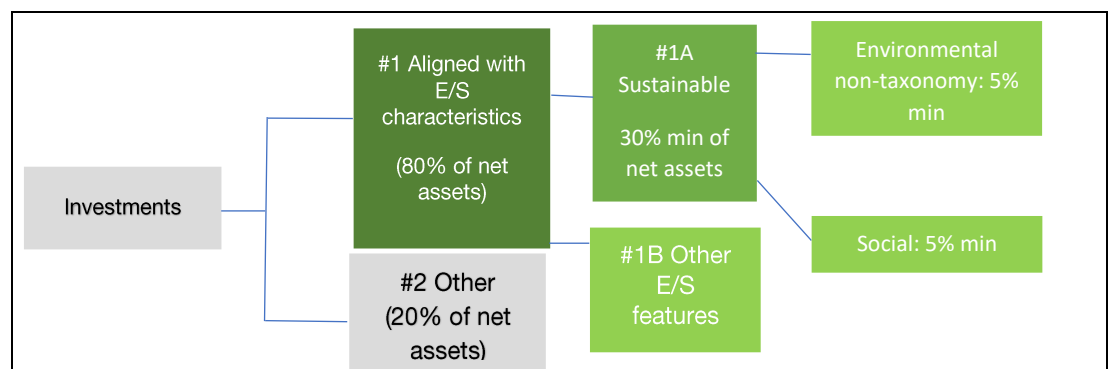 Investments
#1 Aligned with
E/S
characteristics
(80% of net
assets)
#2 Other
(20% of net
assets)
#1A
Sustainable
30% min of
net assets
#1B Other
E/S
features
Environmental
non-taxonomy: 5%
min
Social: 5% min